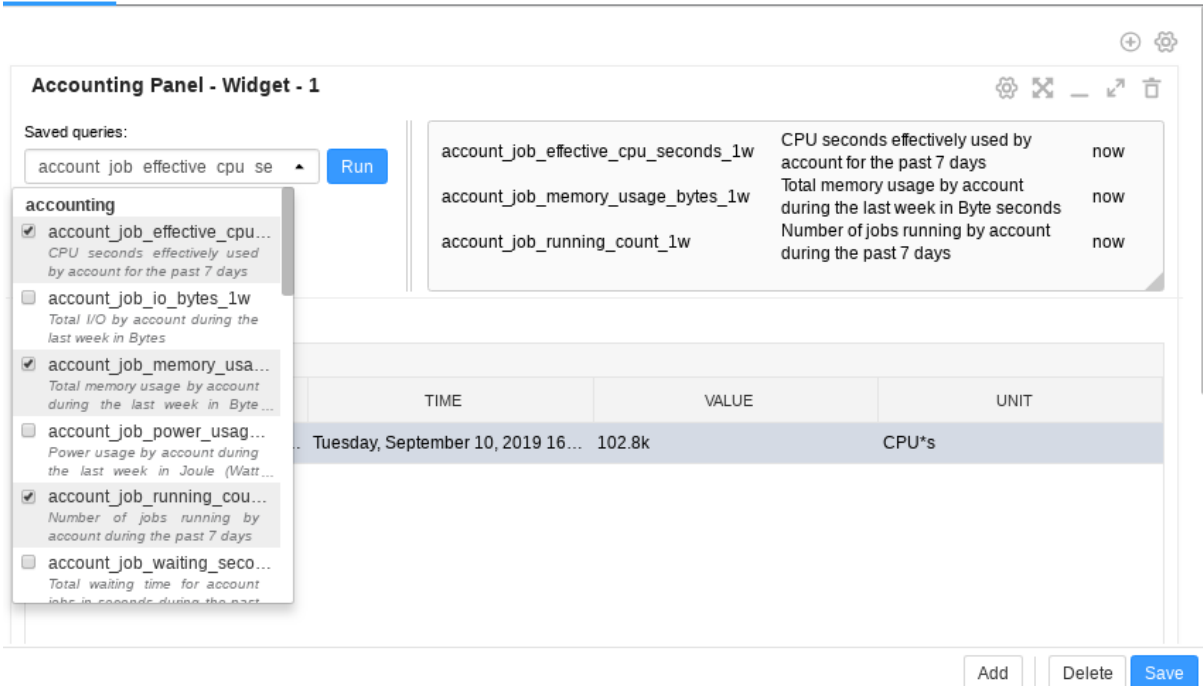 Accounting Panel - Widget - 1
Saved queries:
account_job_effective_cpu_se
Run
accounting
account_job_effective_cpu...
CPU seconds effectively used
by account for the past 7 days
account_job_io_bytes_1w
Total I/O by account during the
last week in Bytes
account_job_memory_usa...
Total memory usage by account
during the last week in Byte...
account_job_power_usag...
Power usage by account during
the last week in Joule (Watt...
account_job_running_cou...
Number of jobs running by
account during the past 7 days
account_job_waiting_seco...
Total waiting time for account
jobs in seconds during the past
account_job_effective_cpu_seconds_1w
CPU seconds effectively used by
account for the past 7 days
now
account_job_memory_usage_bytes_1w
Total memory usage by account
during the last week in Byte seconds
now
account_job_running_count_1w
Number of jobs running by account
during the past 7 days
now
TIME VALUE UNIT
Tuesday, September 10, 2019 16... 102.8k CPU*s
Add Delete Save